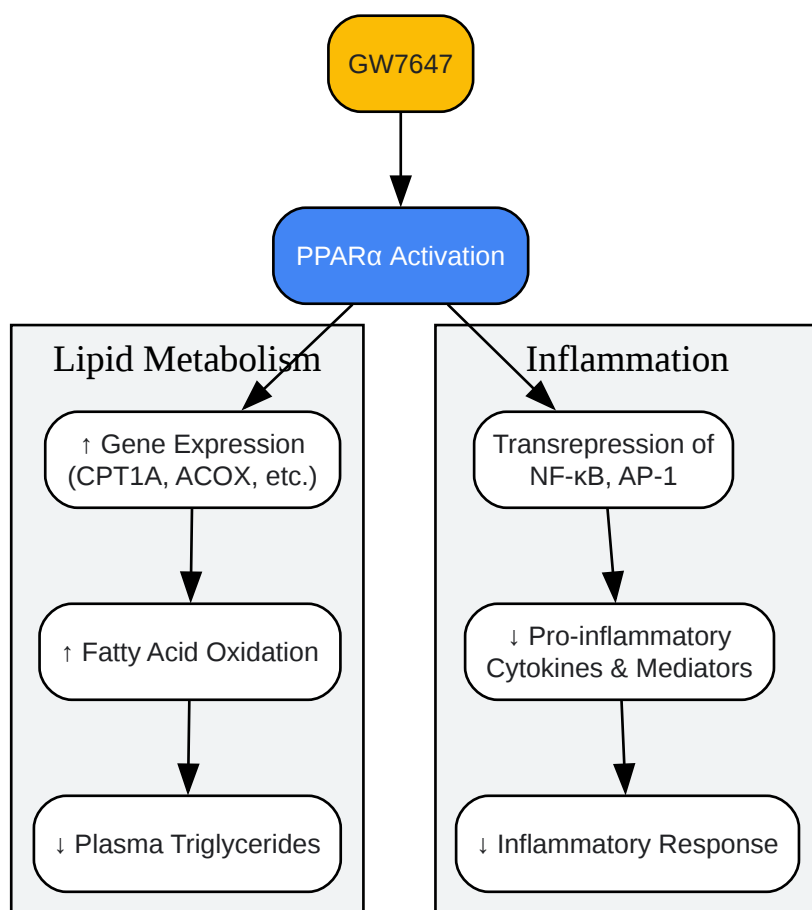 GW7647
PPARα Activation
Lipid Metabolism
↑ Gene Expression
(CPT1A, ACOX, etc.)
↑ Fatty Acid Oxidation
↓ Plasma Triglycerides
Inflammation
Transrepression of
NF-κB, AP-1
↓ Pro-inflammatory
Cytokines & Mediators
↓ Inflammatory Response